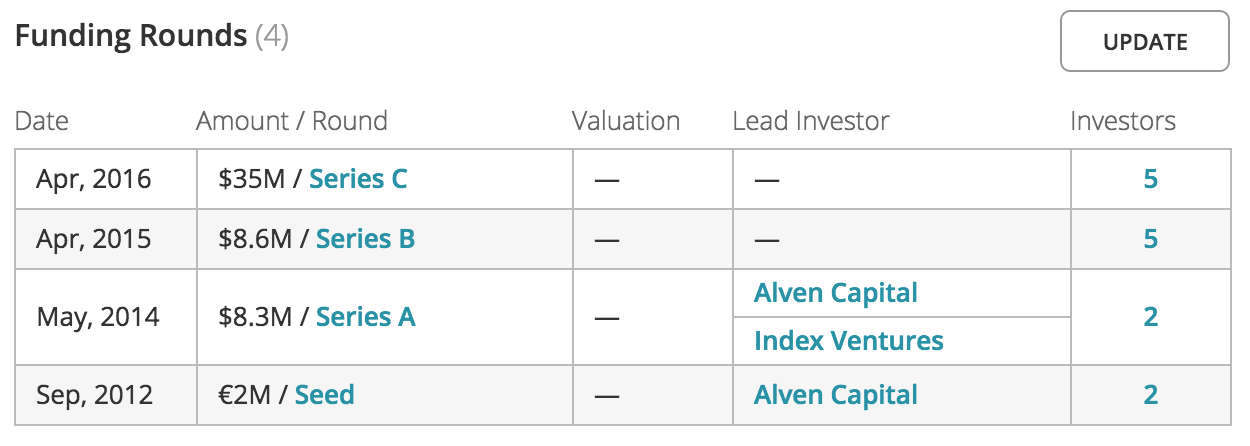 Funding Rounds (4)
UPDATE
Date Amount / Round Valuation Lead Investor Investors
Apr, 2016 $35M / Series C — — 5
Apr, 2015 $8.6M / Series B — — 5
May, 2014 $8.3M / Series A — Alven Capital 2
Index Ventures
Sep, 2012 €2M / Seed — Alven Capital 2